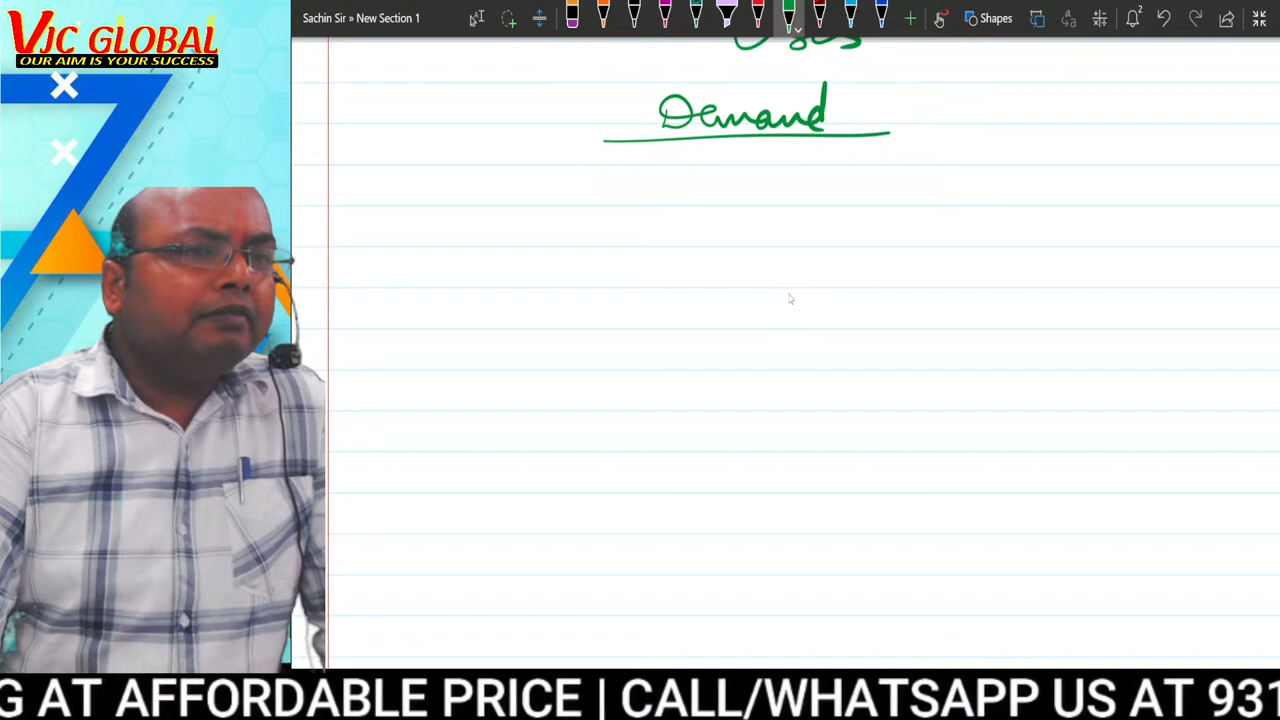 VJC GLOBAL
OUR AIM IS YOUR SUCCESS
Sachin Sir » New Section 1
Shapes
2
Demand
G AT AFFORDABLE PRICE | CALL/WHATSAPP US AT 931